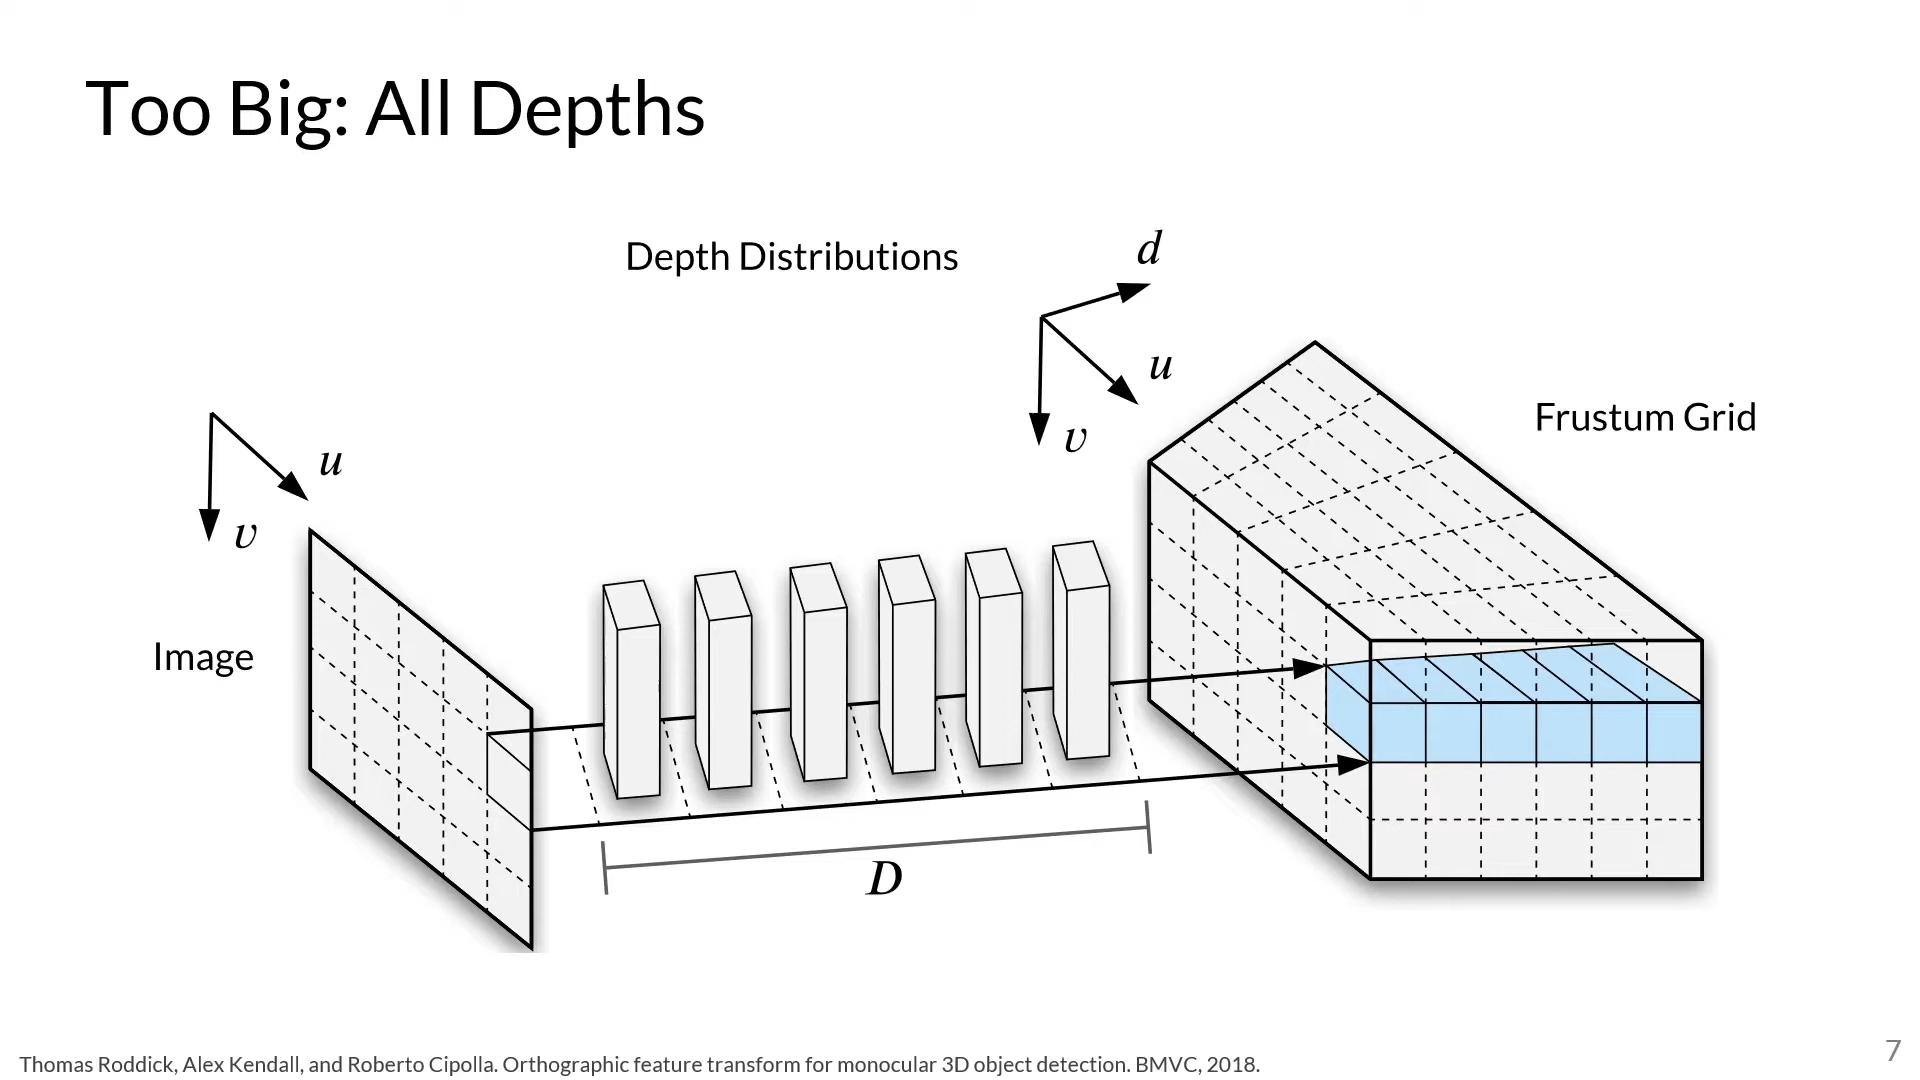 Too Big: All Depths
Depth Distributions
d
u
v
Frustum Grid
u
v
Image
D
Thomas Roddick, Alex Kendall, and Roberto Cipolla. Orthographic feature transform for monocular 3D object detection. BMVC, 2018.
7